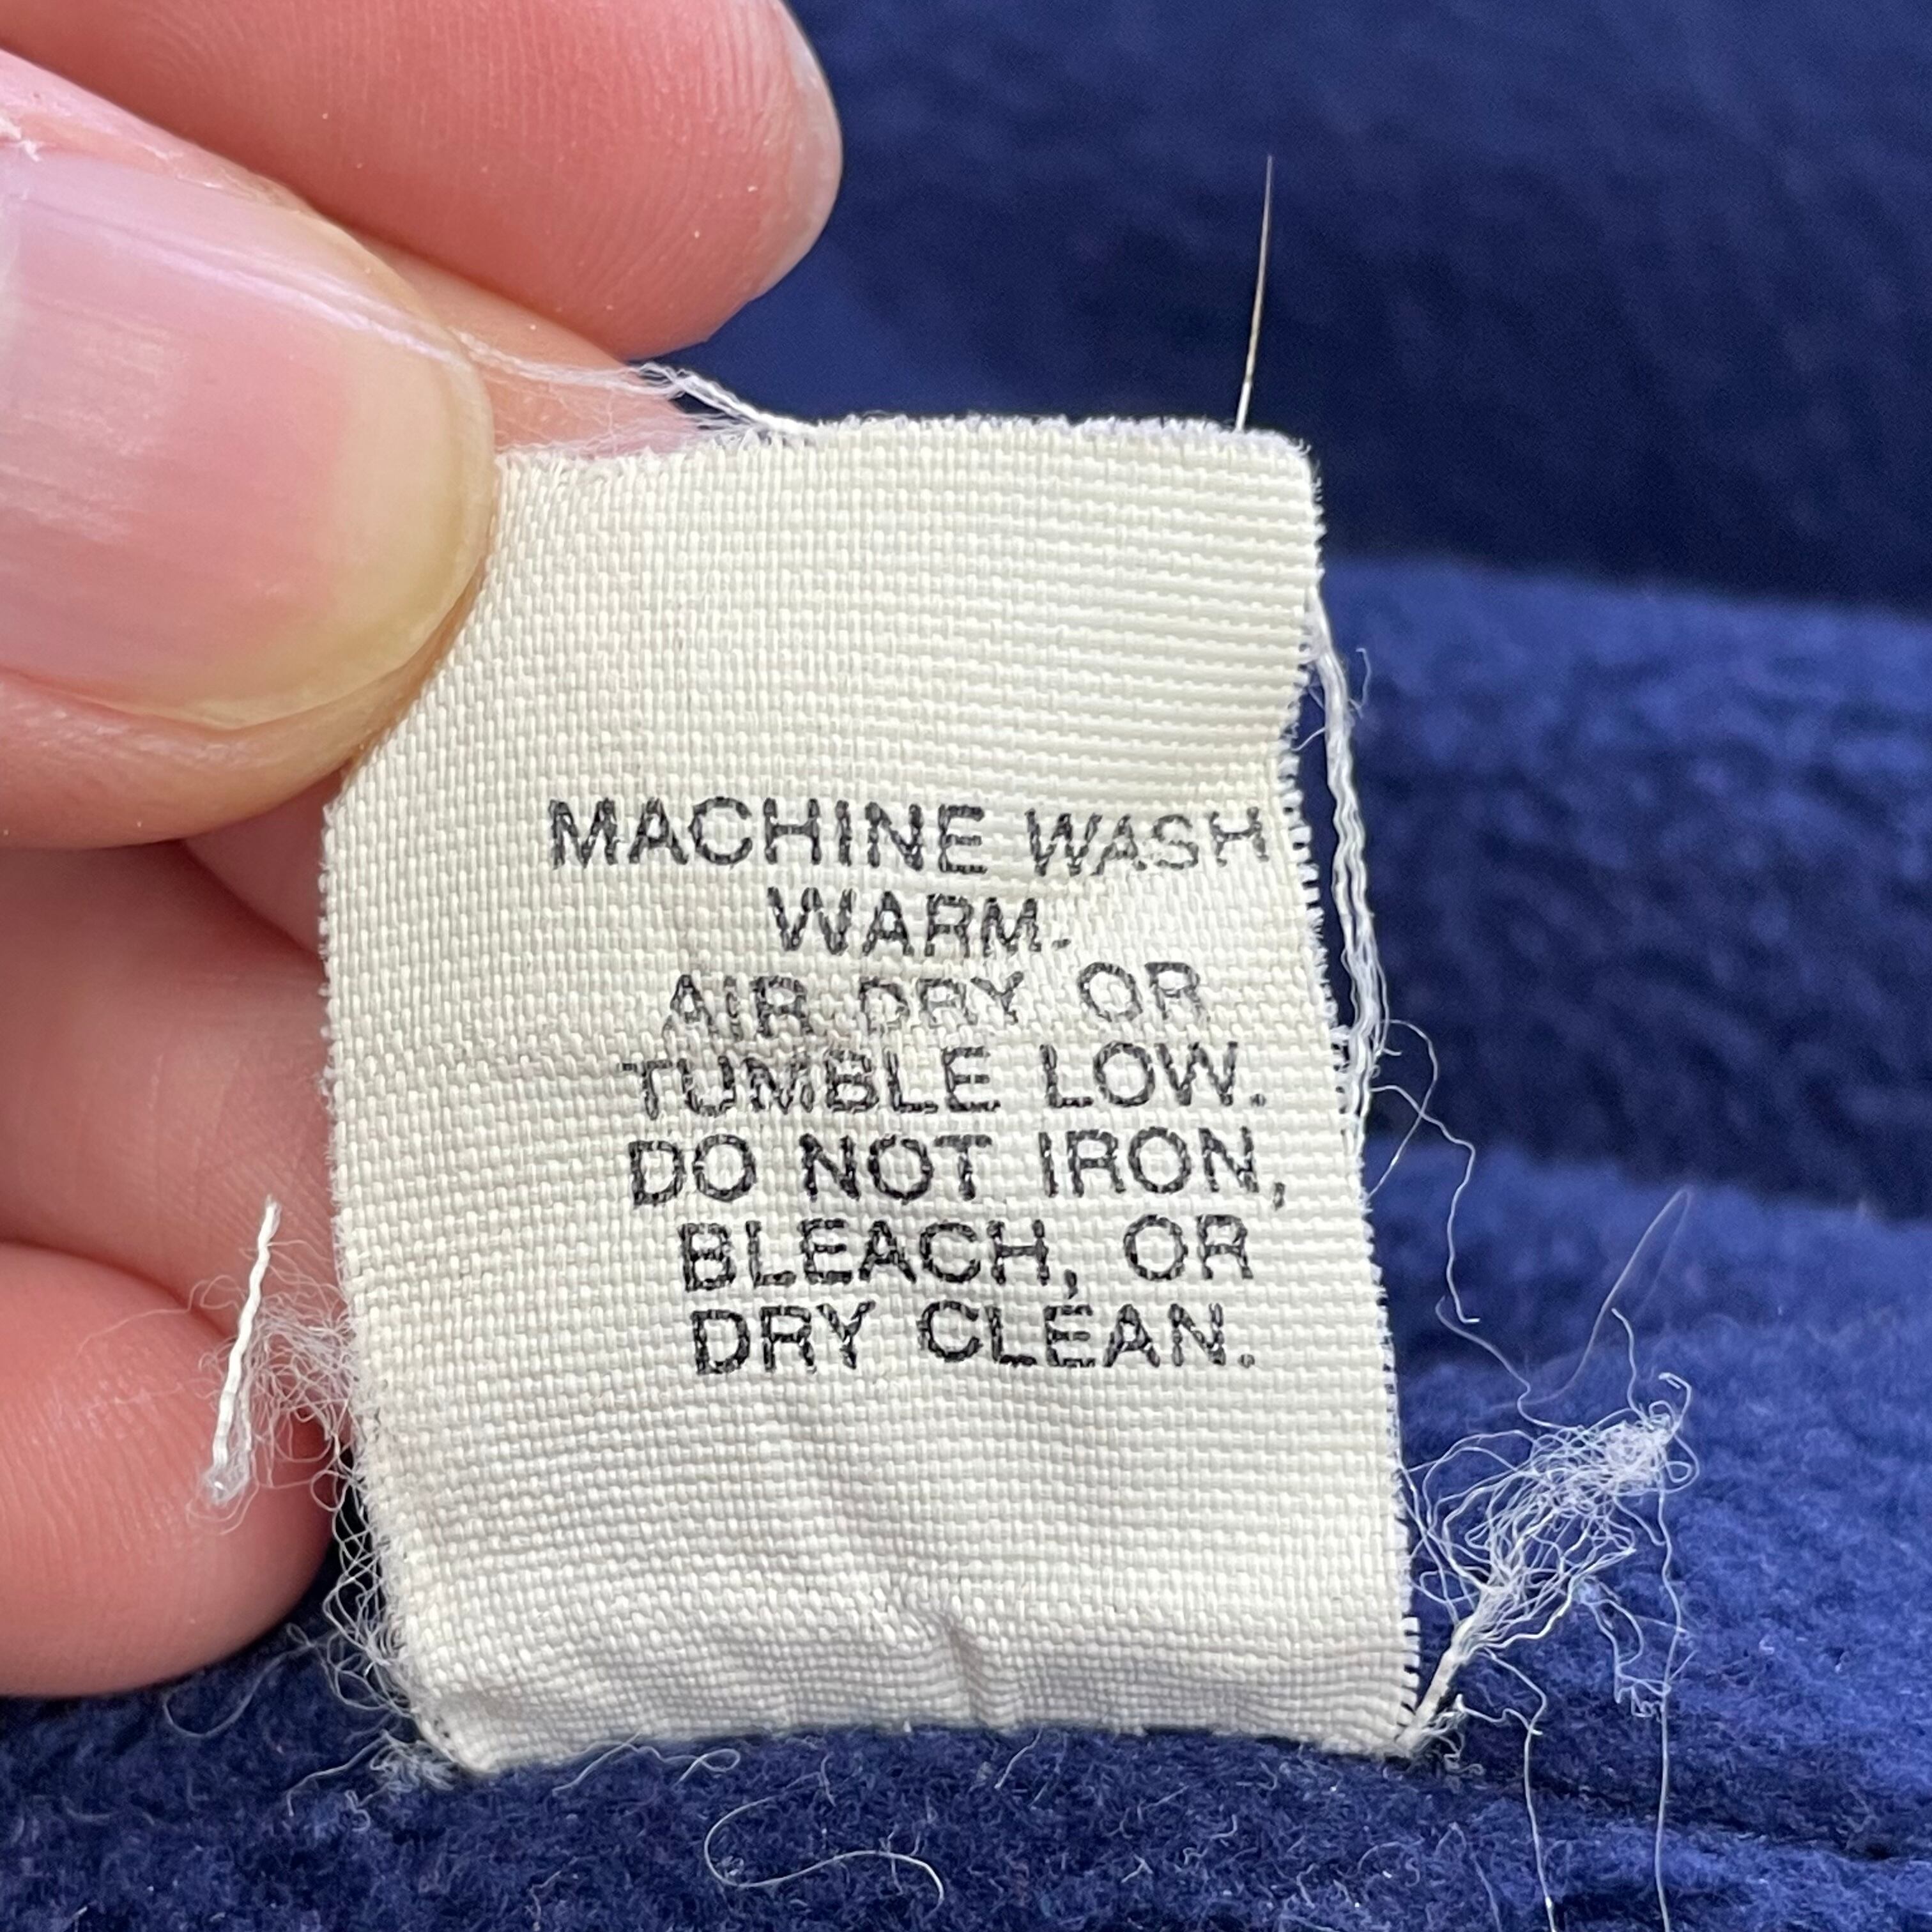 MACHINE WASH
WARM.
AIR DRY OR
TUMBLE LOW.
DO NOT IRON,
BLEACH, OR
DRY CLEAN.